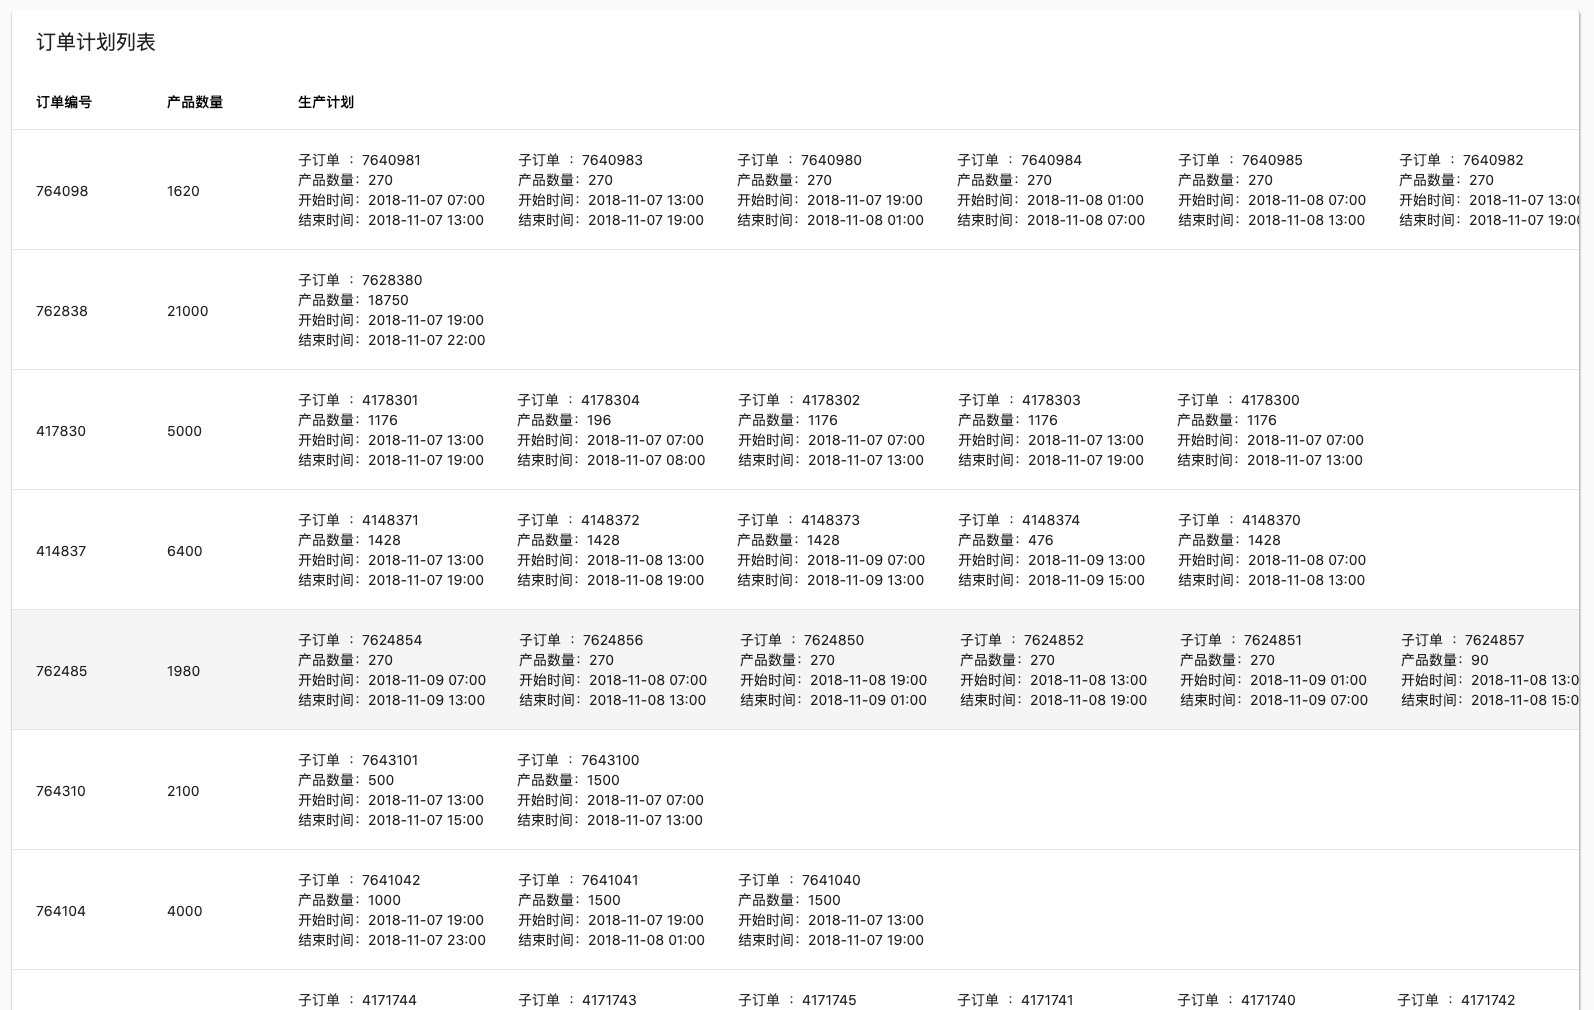 订单计划列表
订单编号 产品数量 生产计划
子订单 ： 7640981 子订单 ： 7640983 子订单 ： 7640980 子订单 ： 7640984 子订单 ： 7640985 子订单 ： 7640982
产品数量：270 产品数量：270 产品数量：270 产品数量：270 产品数量：270 产品数量：270
764098 1620
开始时间：2018-11-07 07:00 开始时间：2018-11-07 13:00 开始时间：2018-11-07 19:00 开始时间：2018-11-08 01:00 开始时间：2018-11-08 07:00 开始时间：2018-11-07 13:00
结束时间：2018-11-07 13:00 结束时间：2018-11-07 19:00 结束时间：2018-11-08 01:00 结束时间：2018-11-08 07:00 结束时间：2018-11-08 13:00 结束时间：2018-11-07 19:00
子订单 ： 7628380
产品数量：18750
762838 21000
开始时间：2018-11-07 19:00
结束时间：2018-11-07 22:00
子订单 ： 4178301 子订单 ： 4178304 子订单 ： 4178302 子订单 ： 4178303 子订单 ： 4178300
产品数量：1176 产品数量：196 产品数量：1176 产品数量：1176 产品数量：1176
417830 5000
开始时间：2018-11-07 13:00 开始时间：2018-11-07 07:00 开始时间：2018-11-07 07:00 开始时间：2018-11-07 13:00 开始时间：2018-11-07 07:00
结束时间：2018-11-07 19:00 结束时间：2018-11-07 08:00 结束时间：2018-11-07 13:00 结束时间：2018-11-07 19:00 结束时间：2018-11-07 13:00
子订单 ： 4148371 子订单 ： 4148372 子订单 ： 4148373 子订单 ： 4148374 子订单 ： 4148370
产品数量：1428 产品数量：1428 产品数量：1428 产品数量：476 产品数量：1428
414837 6400
开始时间：2018-11-07 13:00 开始时间：2018-11-08 13:00 开始时间：2018-11-09 07:00 开始时间：2018-11-09 13:00 开始时间：2018-11-08 07:00
结束时间：2018-11-07 19:00 结束时间：2018-11-08 19:00 结束时间：2018-11-09 13:00 结束时间：2018-11-09 15:00 结束时间：2018-11-08 13:00
子订单 ： 7624854 子订单 ： 7624856 子订单 ： 7624850 子订单 ： 7624852 子订单 ： 7624851 子订单 ： 7624857
产品数量：270 产品数量：270 产品数量：270 产品数量：270 产品数量：270 产品数量：90
762485 1980
开始时间：2018-11-09 07:00 开始时间：2018-11-08 07:00 开始时间：2018-11-08 19:00 开始时间：2018-11-08 13:00 开始时间：2018-11-09 01:00 开始时间：2018-11-08 13:0
结束时间：2018-11-09 13:00 结束时间：2018-11-08 13:00 结束时间：2018-11-09 01:00 结束时间：2018-11-08 19:00 结束时间：2018-11-09 07:00 结束时间：2018-11-08 15:0
子订单 ： 7643101 子订单 ： 7643100
产品数量：500 产品数量：1500
764310 2100
开始时间：2018-11-07 13:00 开始时间：2018-11-07 07:00
结束时间：2018-11-07 15:00 结束时间：2018-11-07 13:00
子订单 ： 7641042 子订单 ： 7641041 子订单 ： 7641040
产品数量：1000 产品数量：1500 产品数量：1500
764104 4000
开始时间：2018-11-07 19:00 开始时间：2018-11-07 19:00 开始时间：2018-11-07 13:00
结束时间：2018-11-07 23:00 结束时间：2018-11-08 01:00 结束时间：2018-11-07 19:00
子订单 ： 4171744 子订单 ： 4171743 子订单 ： 4171745 子订单 ： 4171741 子订单 ： 4171740 子订单 ： 4171742